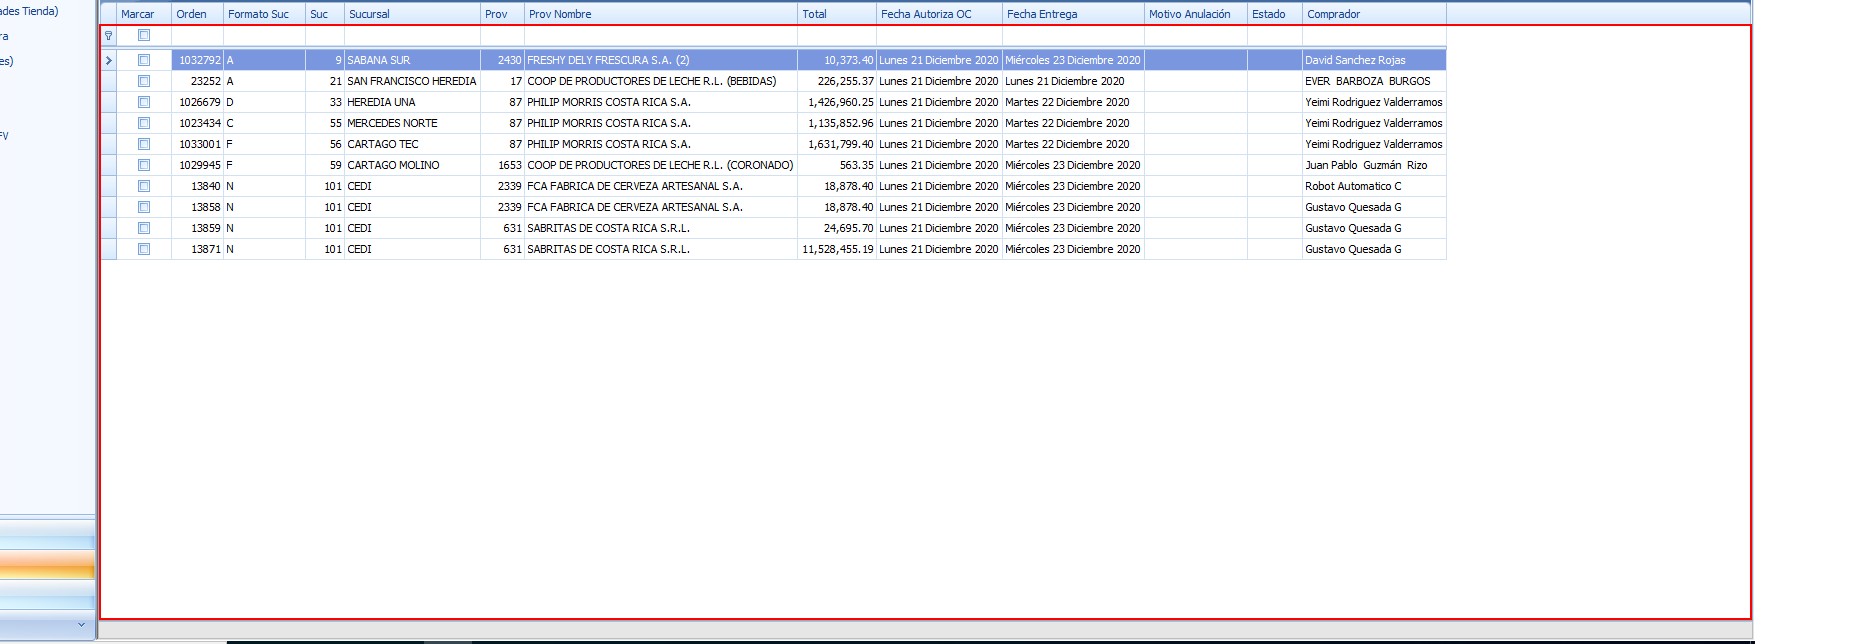 ades Tienda)
ra
es)
FV
Marcar Orden Formato Suc Suc Sucursal Prov Prov Nombre Total Fecha Autoriza OC Fecha Entrega Motivo Anulación Estado Comprador
1032792 A 9 SABANA SUR 2430 FRESHY DELY FRESCURA S.A. (2) 10,373.40 Lunes 21 Diciembre 2020 Miércoles 23 Diciembre 2020 David Sanchez Rojas
23252 A 21 SAN FRANCISCO HEREDIA 17 COOP DE PRODUCTORES DE LECHE R.L. (BEBIDAS) 226,255.37 Lunes 21 Diciembre 2020 Lunes 21 Diciembre 2020 EVER BARBOZA BURGOS
1026679 D 33 HEREDIA UNA 87 PHILIP MORRIS COSTA RICA S.A. 1,426,960.25 Lunes 21 Diciembre 2020 Martes 22 Diciembre 2020 Yeimi Rodriguez Valderramos
1023434 C 55 MERCEDES NORTE 87 PHILIP MORRIS COSTA RICA S.A. 1,135,852.96 Lunes 21 Diciembre 2020 Martes 22 Diciembre 2020 Yeimi Rodriguez Valderramos
1033001 F 56 CARTAGO TEC 87 PHILIP MORRIS COSTA RICA S.A. 1,631,799.40 Lunes 21 Diciembre 2020 Martes 22 Diciembre 2020 Yeimi Rodriguez Valderramos
1029945 F 59 CARTAGO MOLINO 1653 COOP DE PRODUCTORES DE LECHE R.L. (CORONADO) 563.35 Lunes 21 Diciembre 2020 Miércoles 23 Diciembre 2020 Juan Pablo Guzmán Rizo
13840 N 101 CEDI 2339 FCA FABRICA DE CERVEZA ARTESANAL S.A. 18,878.40 Lunes 21 Diciembre 2020 Miércoles 23 Diciembre 2020 Robot Automatico C
13858 N 101 CEDI 2339 FCA FABRICA DE CERVEZA ARTESANAL S.A. 18,878.40 Lunes 21 Diciembre 2020 Miércoles 23 Diciembre 2020 Gustavo Quesada G
13859 N 101 CEDI 631 SABRITAS DE COSTA RICA S.R.L. 24,695.70 Lunes 21 Diciembre 2020 Miércoles 23 Diciembre 2020 Gustavo Quesada G
13871 N 101 CEDI 631 SABRITAS DE COSTA RICA S.R.L. 11,528,455.19 Lunes 21 Diciembre 2020 Miércoles 23 Diciembre 2020 Gustavo Quesada G